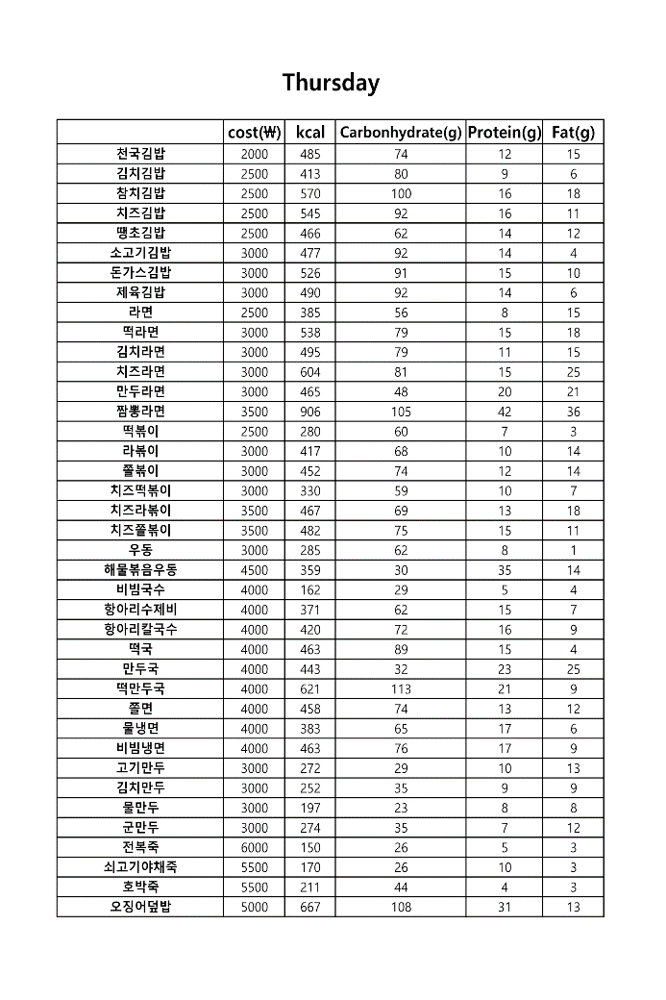 Thursday
cost(₩) kcal Carbonhydrate(g) Protein(g) Fat(g)
천국김밥 2000 485 74 12 15
김치김밥 2500 413 80 9 6
참치김밥 2500 570 100 16 18
치즈김밥 2500 545 92 16 11
땡초김밥 2500 466 62 14 12
소고기김밥 3000 477 92 14 4
돈가스김밥 3000 526 91 15 10
제육김밥 3000 490 92 14 6
라면 2500 385 56 8 15
떡라면 3000 538 79 15 18
김치라면 3000 495 79 11 15
치즈라면 3000 604 81 15 25
만두라면 3000 465 48 20 21
짬뽕라면 3500 906 105 42 36
떡볶이 2500 280 60 7 3
라볶이 3000 417 68 10 14
쫄볶이 3000 452 74 12 14
치즈떡볶이 3000 330 59 10 7
치즈라볶이 3500 467 69 13 18
치즈쫄볶이 3500 482 75 15 11
우동 3000 285 62 8 1
해물볶음우동 4500 359 30 35 14
비빔국수 4000 162 29 5 4
항아리수제비 4000 371 62 15 7
항아리칼국수 4000 420 72 16 9
떡국 4000 463 89 15 4
만두국 4000 443 32 23 25
떡만두국 4000 621 113 21 9
쫄면 4000 458 74 13 12
물냉면 4000 383 65 17 6
비빔냉면 4000 463 76 17 9
고기만두 3000 272 29 10 13
김치만두 3000 252 35 9 9
물만두 3000 197 23 8 8
군만두 3000 274 35 7 12
전복죽 6000 150 26 5 3
쇠고기야채죽 5500 170 26 10 3
호박죽 5500 211 44 4 3
오징어덮밥 5000 667 108 31 13